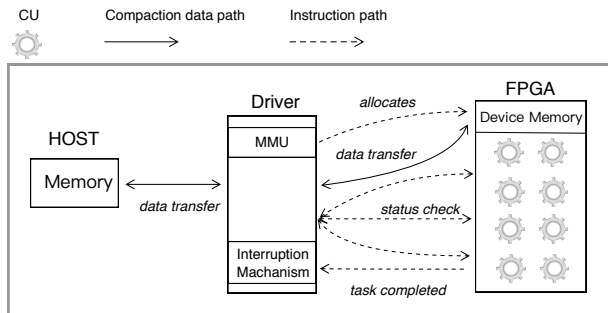 CU
Compaction data path
Instruction path
FPGA
Driver
allocates
Device Memory
HOST
MMU
data transfer
Memory
data transfer
status check
Interruption
Machanism
task completed